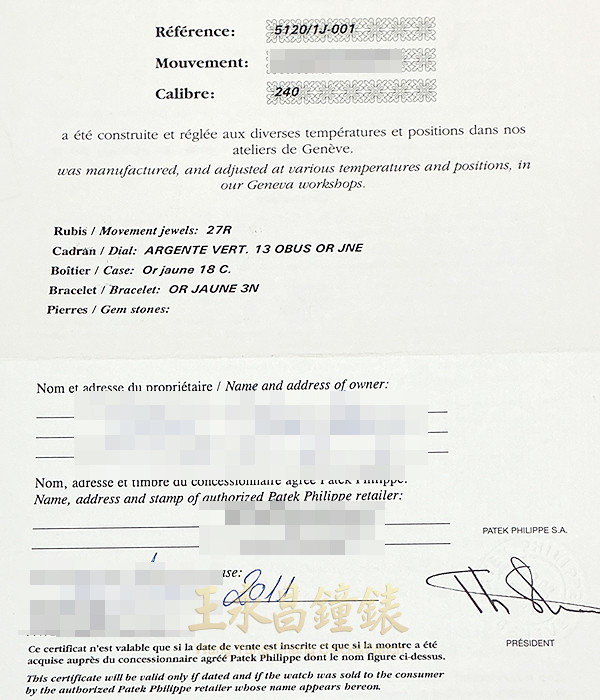 Référence: 5120/1J-001
Mouvement:
Calibre: 240
a été construite et réglée aux diverses températures et positions dans nos
ateliers de Genève.
was manufactured, and adjusted at various temperatures and positions, in
our Geneva workshops.
Rubis / Movement jewels: 27R
Cadran / Dial: ARGENTE VERT. 13 OBUS OR JNE
Boîtier / Case: Or jaune 18 C.
Bracelet / Bracelet: OR JAUNE 3N
Pierres / Gem stones:
Nom et adresse du propriétaire / Name and address of owner:
Nom, adresse et timbre du concessionnaire agréé Patek Philippe:
Name, address and stamp of authorized Patek Philippe retailer:
PATEK PHILIPPE S.A.
2011
王永昌鐘錶
PRÉSIDENT
Ce certificat n'est valable que si la date de vente est inscrite et que si la montre a été
acquise auprès du concessionnaire agréé Patek Philippe dont le nom figure ci-dessus.
This certificate will be valid only if dated and if the watch was sold to the consumer
by the authorized Patek Philippe retailer whose name appears hereon.